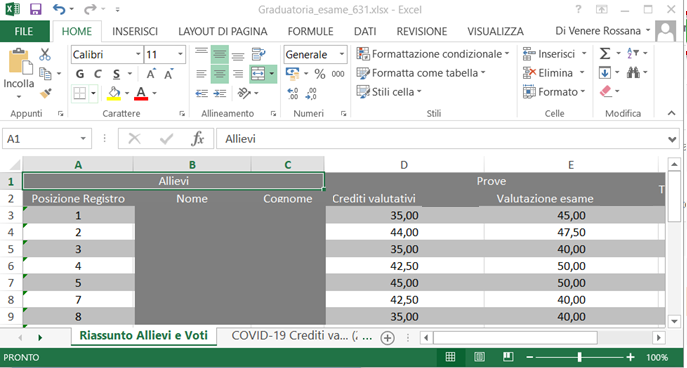 Graduatoria_esame_631.xlsx - Excel
FILE HOME INSERISCI LAYOUT DI PAGINA FORMULE DATI REVISIONE VISUALIZZA Di Venere Rossana
Incolla
Calibri 11
G C S A A
A
Generale
% 000
Formattazione condizionale
Formatta come tabella
Stili cella
Inserisci
Elimina
Formato
Appunti Carattere Allineamento Numeri Stili Celle Modifica
A1 fx Allievi
A B C D E
1 Allievi Prove
2 Posizione Registro Nome Cognome Crediti valutativi Valutazione esame T
3 1 35,00 45,00
4 2 44,00 47,50
5 3 35,00 40,00
6 4 42,50 50,00
7 5 45,00 50,00
8 7 42,50 40,00
9 8 35,00 40,00
Riassunto Allievi e Voti COVID-19 Crediti va... ...
PRONTO 100%